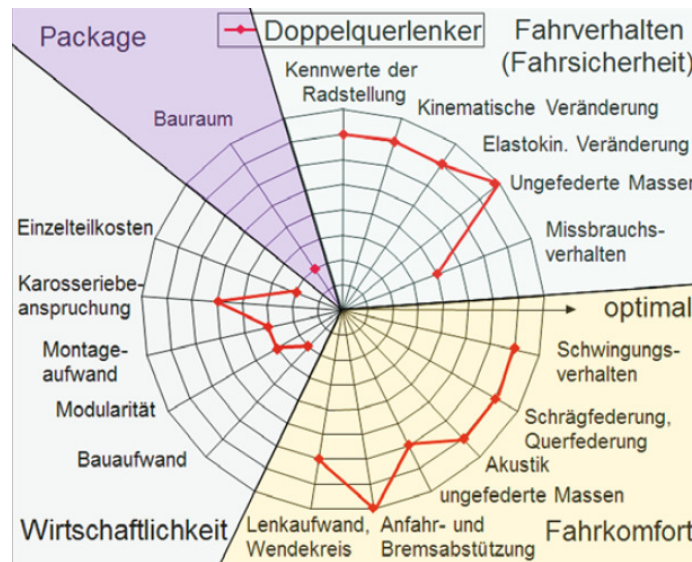 Package
Doppelquerlenker
Fahrverhalten
(Fahrsicherheit)
Kennwerte der
Radstellung
Kinematische Veränderung
Elastokin. Veränderung
Ungefederte Massen
Missbrauchs-
verhalten
optimal
Schwingungs-
verhalten
Schrägfederung,
Querfederung
Akustik
ungefederte Massen
Anfahr- und
Bremsabstützung
Fahrkomfort
Lenkaufwand,
Wendekreis
Wirtschaftlichkeit
Bauaufwand
Modularität
Montage-
aufwand
Karosseriebe-
anspruchung
Einzelteilkosten
Bauraum